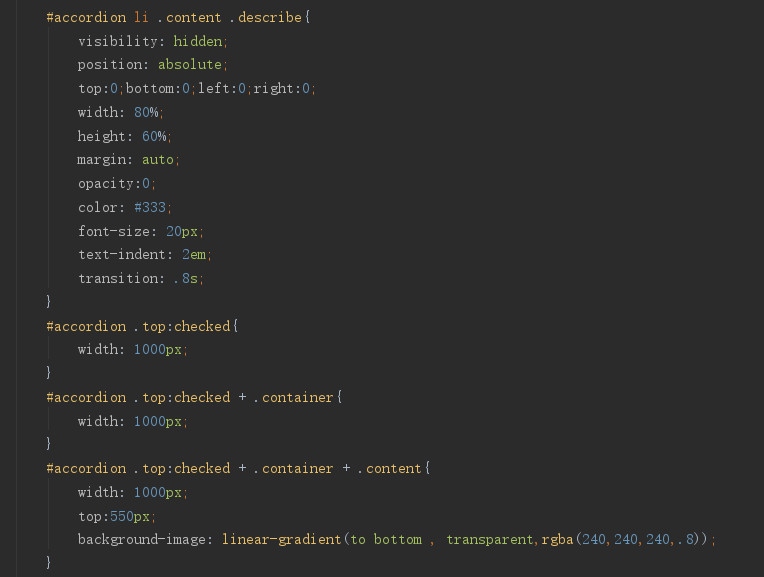 #accordion li .content .describe{
visibility: hidden;
position: absolute;
top:0;bottom:0;left:0;right:0;
width: 80%;
height: 60%;
margin: auto;
opacity:0;
color: #333;
font-size: 20px;
text-indent: 2em;
transition: .8s;
}
#accordion .top:checked{
width: 1000px;
}
#accordion .top:checked + .container{
width: 1000px;
}
#accordion .top:checked + .container + .content{
width: 1000px;
top:550px;
background-image: linear-gradient(to bottom , transparent,rgba(240,240,240,.8));
}